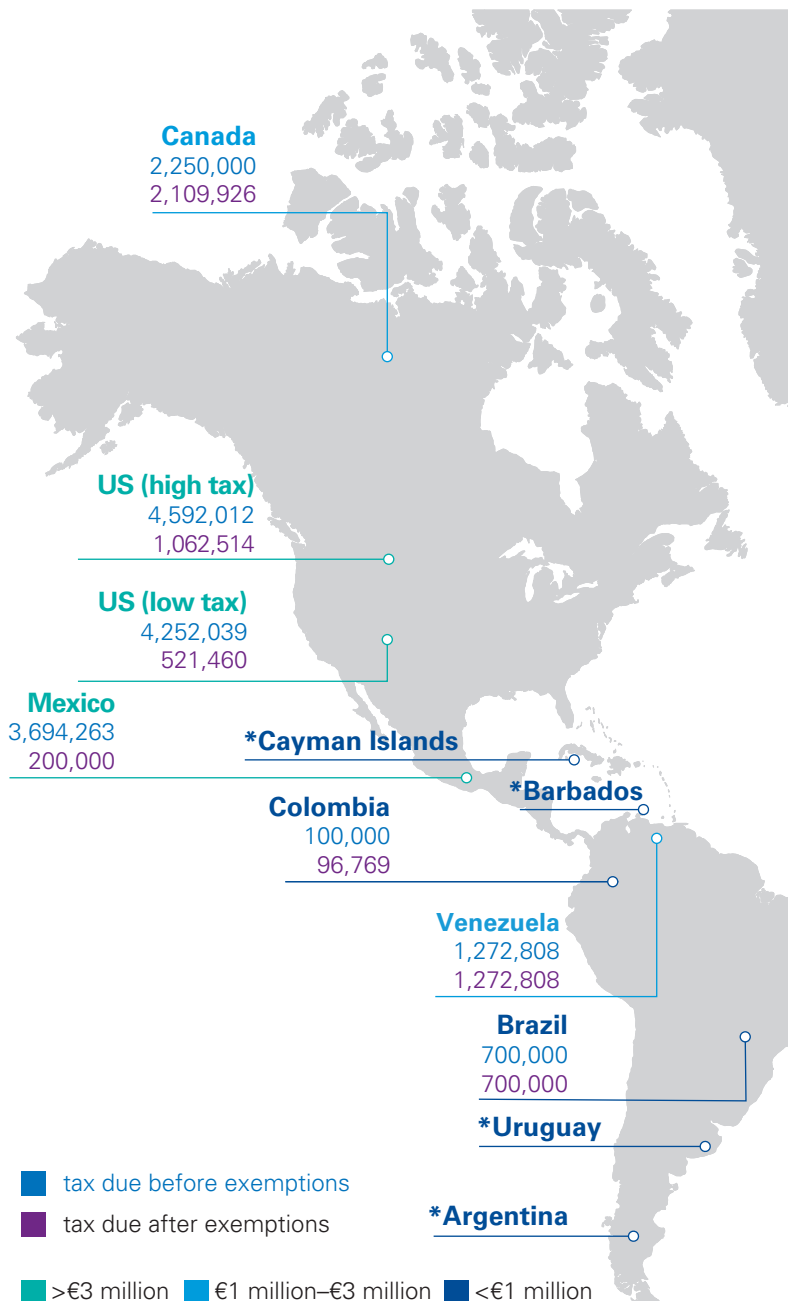 Canada
2,250,000
2,109,926
US (high tax)
4,592,012
1,062,514
US (low tax)
4,252,039
521,460
Mexico
3,694,263
200,000
*Cayman Islands
*Barbados
Colombia
100,000
96,769
Venezuela
1,272,808
1,272,808
Brazil
700,000
700,000
*Uruguay
*Argentina
tax due before exemptions
tax due after exemptions
>€3 million €1 million–€3 million <€1 million